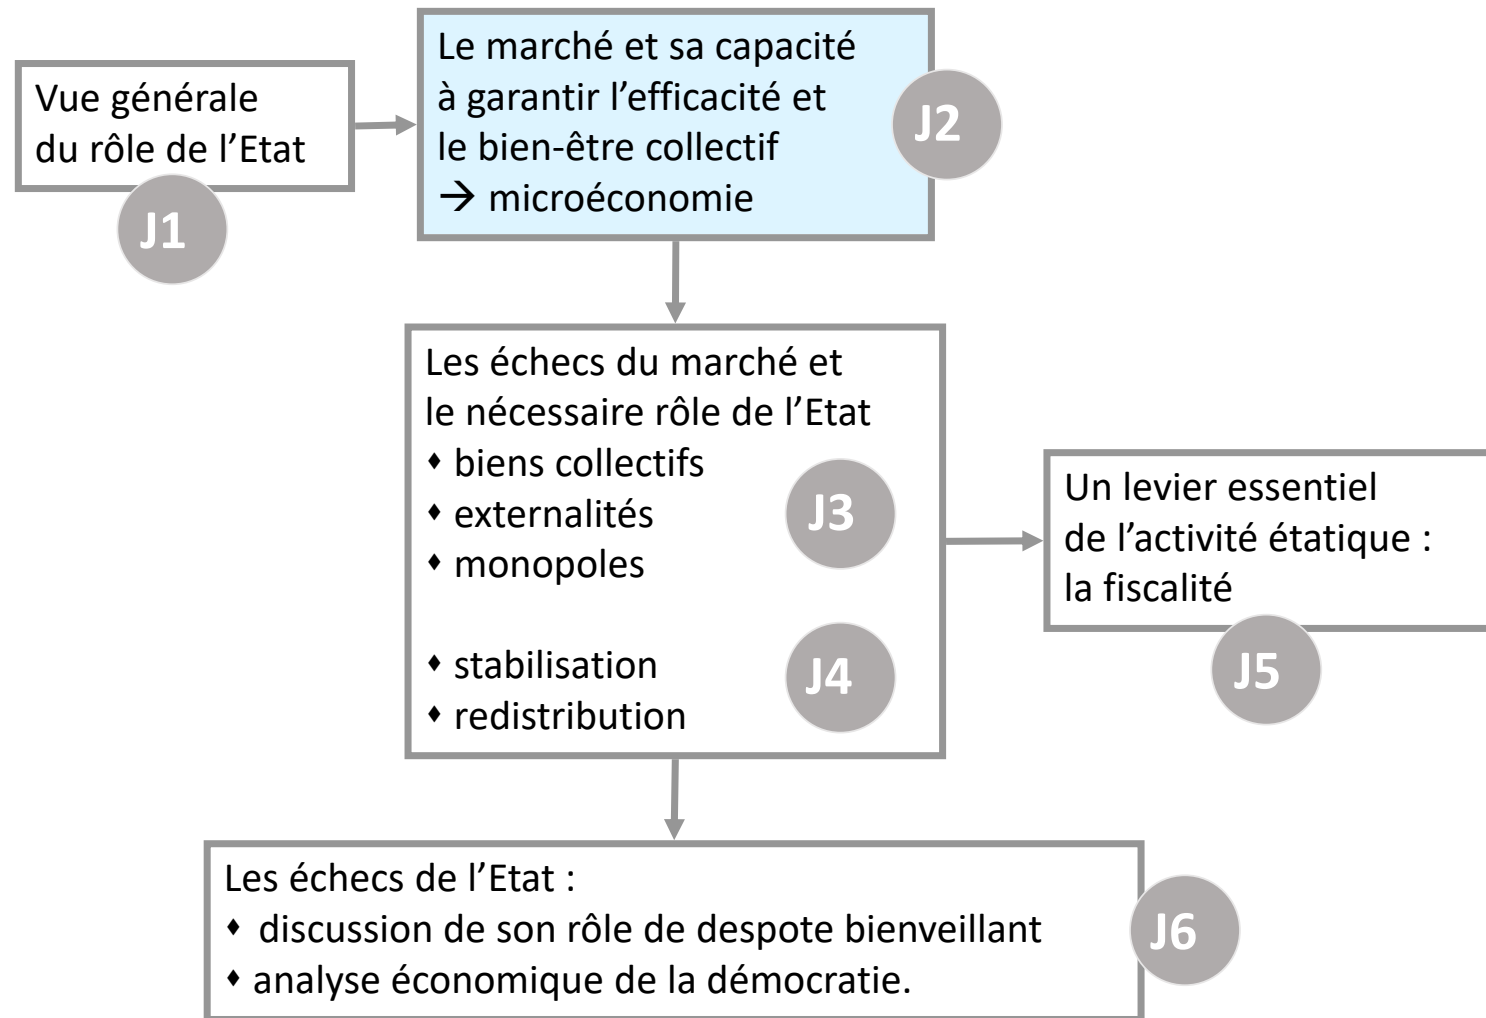 Vue générale
du rôle de l’Etat
J1
Le marché et sa capacité
à garantir l’efficacité et
le bien-être collectif
→ microéconomie
J2
Les échecs du marché et
le nécessaire rôle de l’Etat
♦ biens collectifs
♦ externalités
♦ monopoles
J3
♦ stabilisation
♦ redistribution
J4
Un levier essentiel
de l’activité étatique :
la fiscalité
J5
Les échecs de l’Etat :
♦ discussion de son rôle de despote bienveillant
♦ analyse économique de la démocratie.
J6